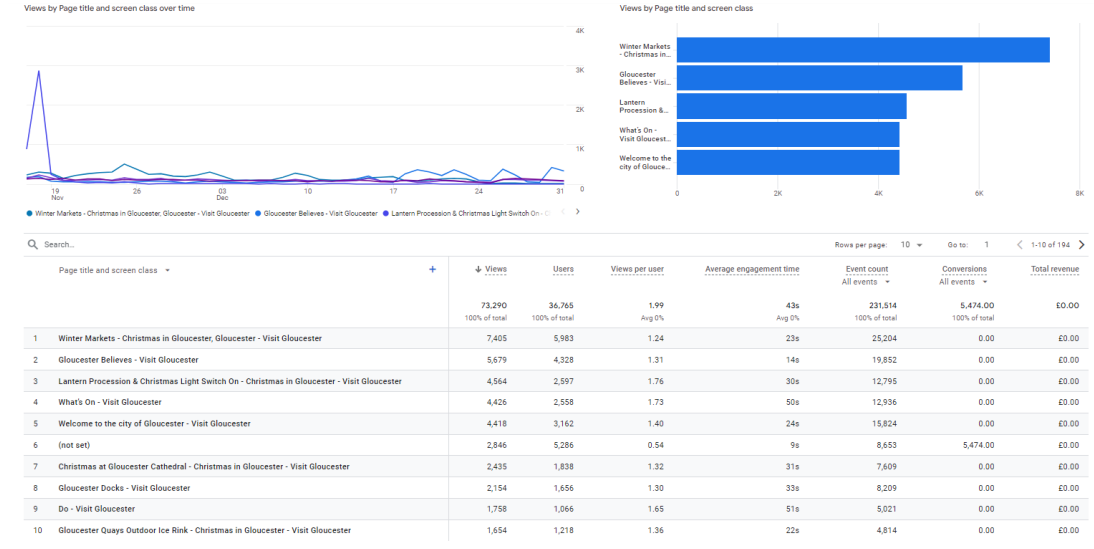 Views by Page title and screen class over time
4K
3K
2K
1K
0
19
Nov
26
03
Dec
10
17
24
31
Winter Markets - Christmas in Gloucester, Gloucester - Visit Gloucester
Gloucester Believes - Visit Gloucester
Lantern Procession & Christmas Light Switch On -
Views by Page title and screen class
Winter Markets
- Christmas in...
Gloucester
Believes - Visi...
Lantern
Procession &...
What's On -
Visit Gloucest...
Welcome to the
city of Glouce...
0
2K
4K
6K
8K
Search...
Rows per page: 10 Go to: 1 1-10 of 194
Page title and screen class + ↓ Views Users Views per user Average engagement time Event count Conversions Total revenue
All events All events
73,290 36,765 1.99 43s 231,514 5,474.00 £0.00
100% of total 100% of total Avg 0% Avg 0% 100% of total 100% of total
1 Winter Markets - Christmas in Gloucester, Gloucester - Visit Gloucester 7,405 5,983 1.24 23s 25,204 0.00 £0.00
2 Gloucester Believes - Visit Gloucester 5,679 4,328 1.31 14s 19,852 0.00 £0.00
3 Lantern Procession & Christmas Light Switch On - Christmas in Gloucester - Visit Gloucester 4,564 2,597 1.76 30s 12,795 0.00 £0.00
4 What's On - Visit Gloucester 4,426 2,558 1.73 50s 12,936 0.00 £0.00
5 Welcome to the city of Gloucester - Visit Gloucester 4,418 3,162 1.40 24s 15,824 0.00 £0.00
6 (not set) 2,846 5,286 0.54 9s 8,653 5,474.00 £0.00
7 Christmas at Gloucester Cathedral - Christmas in Gloucester - Visit Gloucester 2,435 1,838 1.32 31s 7,609 0.00 £0.00
8 Gloucester Docks - Visit Gloucester 2,154 1,656 1.30 33s 8,209 0.00 £0.00
9 Do - Visit Gloucester 1,758 1,066 1.65 51s 5,021 0.00 £0.00
10 Gloucester Quays Outdoor Ice Rink - Christmas in Gloucester - Visit Gloucester 1,654 1,218 1.36 22s 4,814 0.00 £0.00